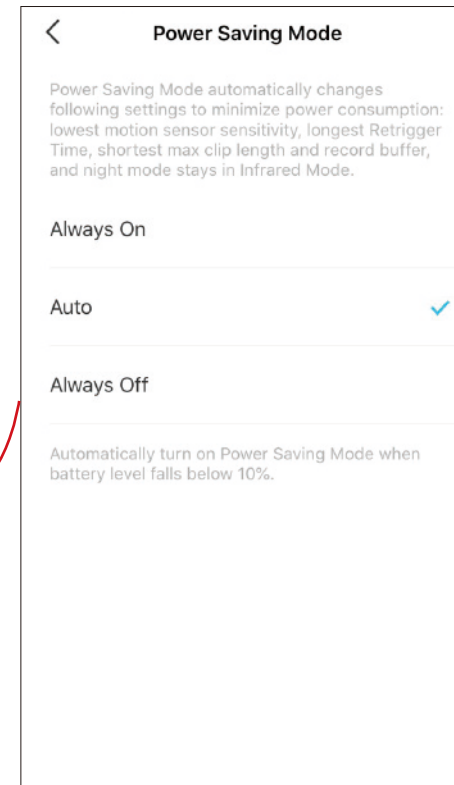 Power Saving Mode
Power Saving Mode automatically changes
following settings to minimize power consumption:
lowest motion sensor sensitivity, longest Retrigger
Time, shortest max clip length and record buffer,
and night mode stays in Infrared Mode.
Always On
Auto
Always Off
Automatically turn on Power Saving Mode when
battery level falls below 10%.